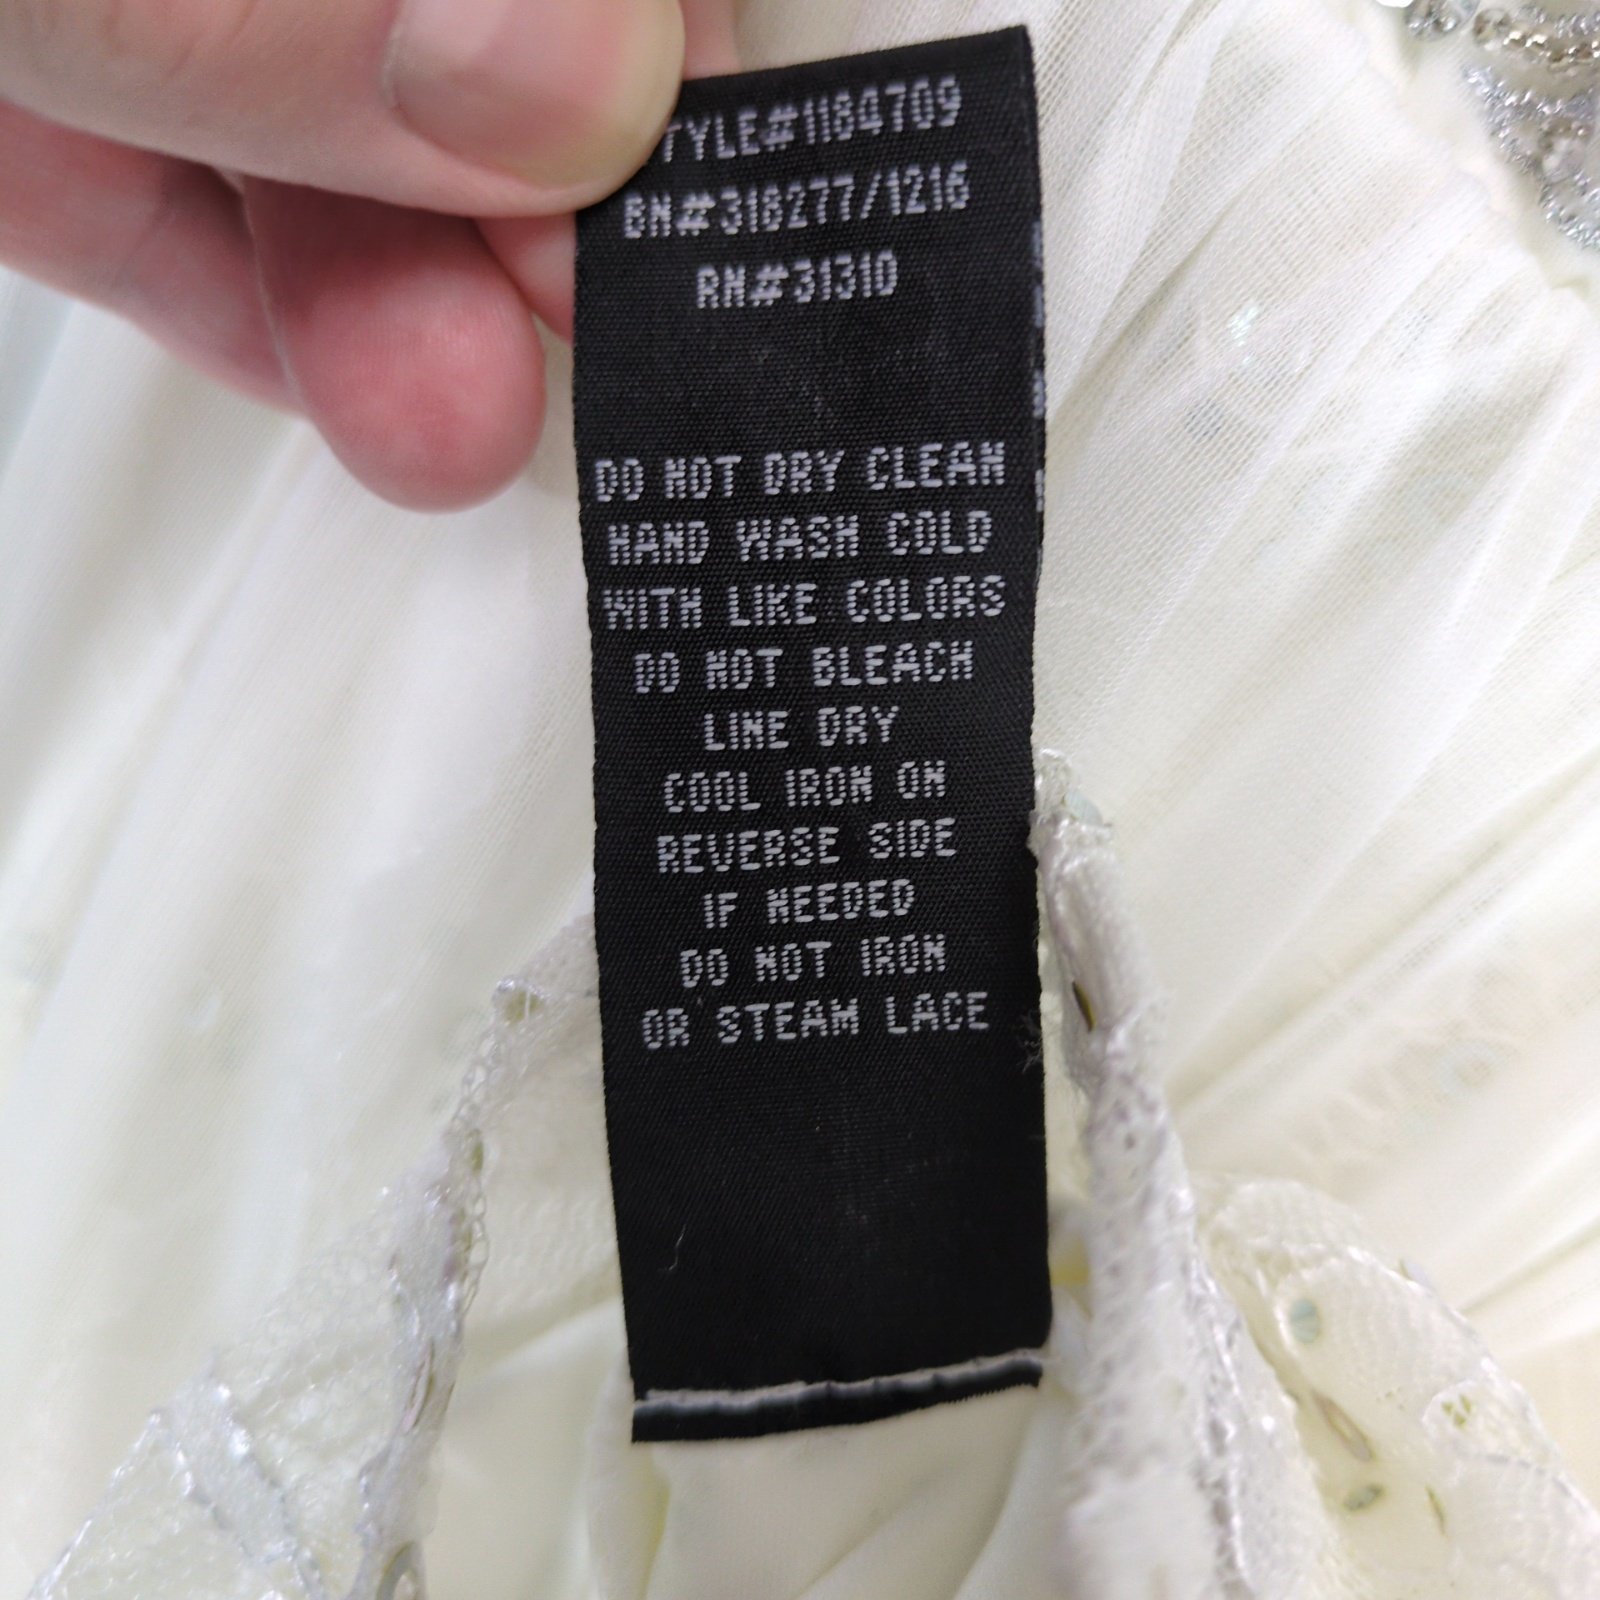 TYLE#1184709
BN#318277/1216
RN#31310
DO NOT DRY CLEAN
HAND WASH COLD
WITH LIKE COLORS
DO NOT BLEACH
LINE DRY
COOL IRON ON
REVERSE SIDE
IF NEEDED
DO NOT IRON
OR STEAM LACE